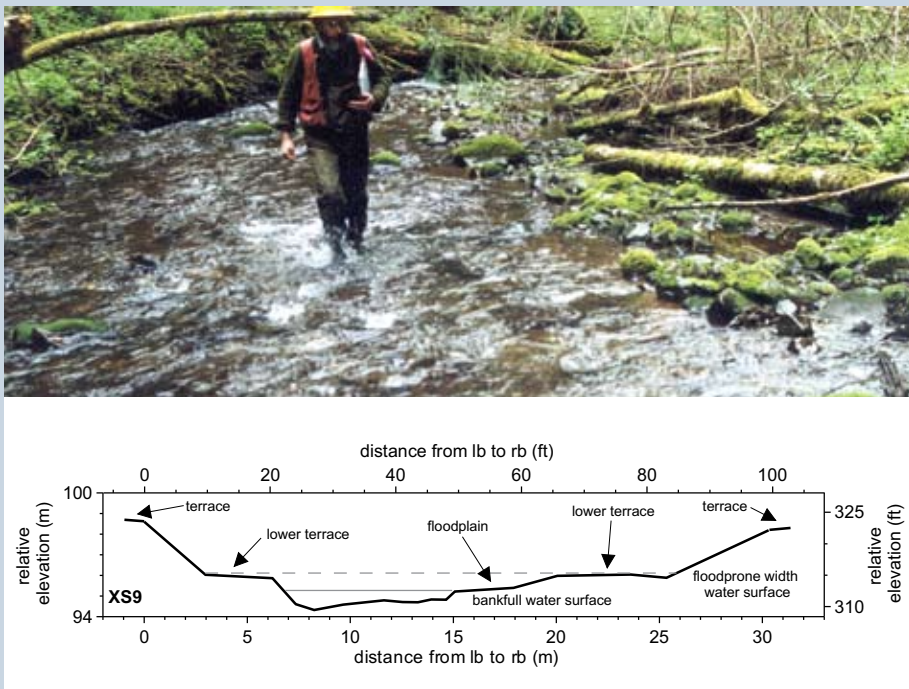 distance from lb to rb (ft)
0 20 40 60 80 100
100
94
relative
elevation (m)
terrace
lower terrace
floodplain
lower terrace
terrace
325
310
relative
elevation (ft)
XS9
bankfull water surface
floodprone width
water surface
0 5 10 15 20 25 30
distance from lb to rb (m)